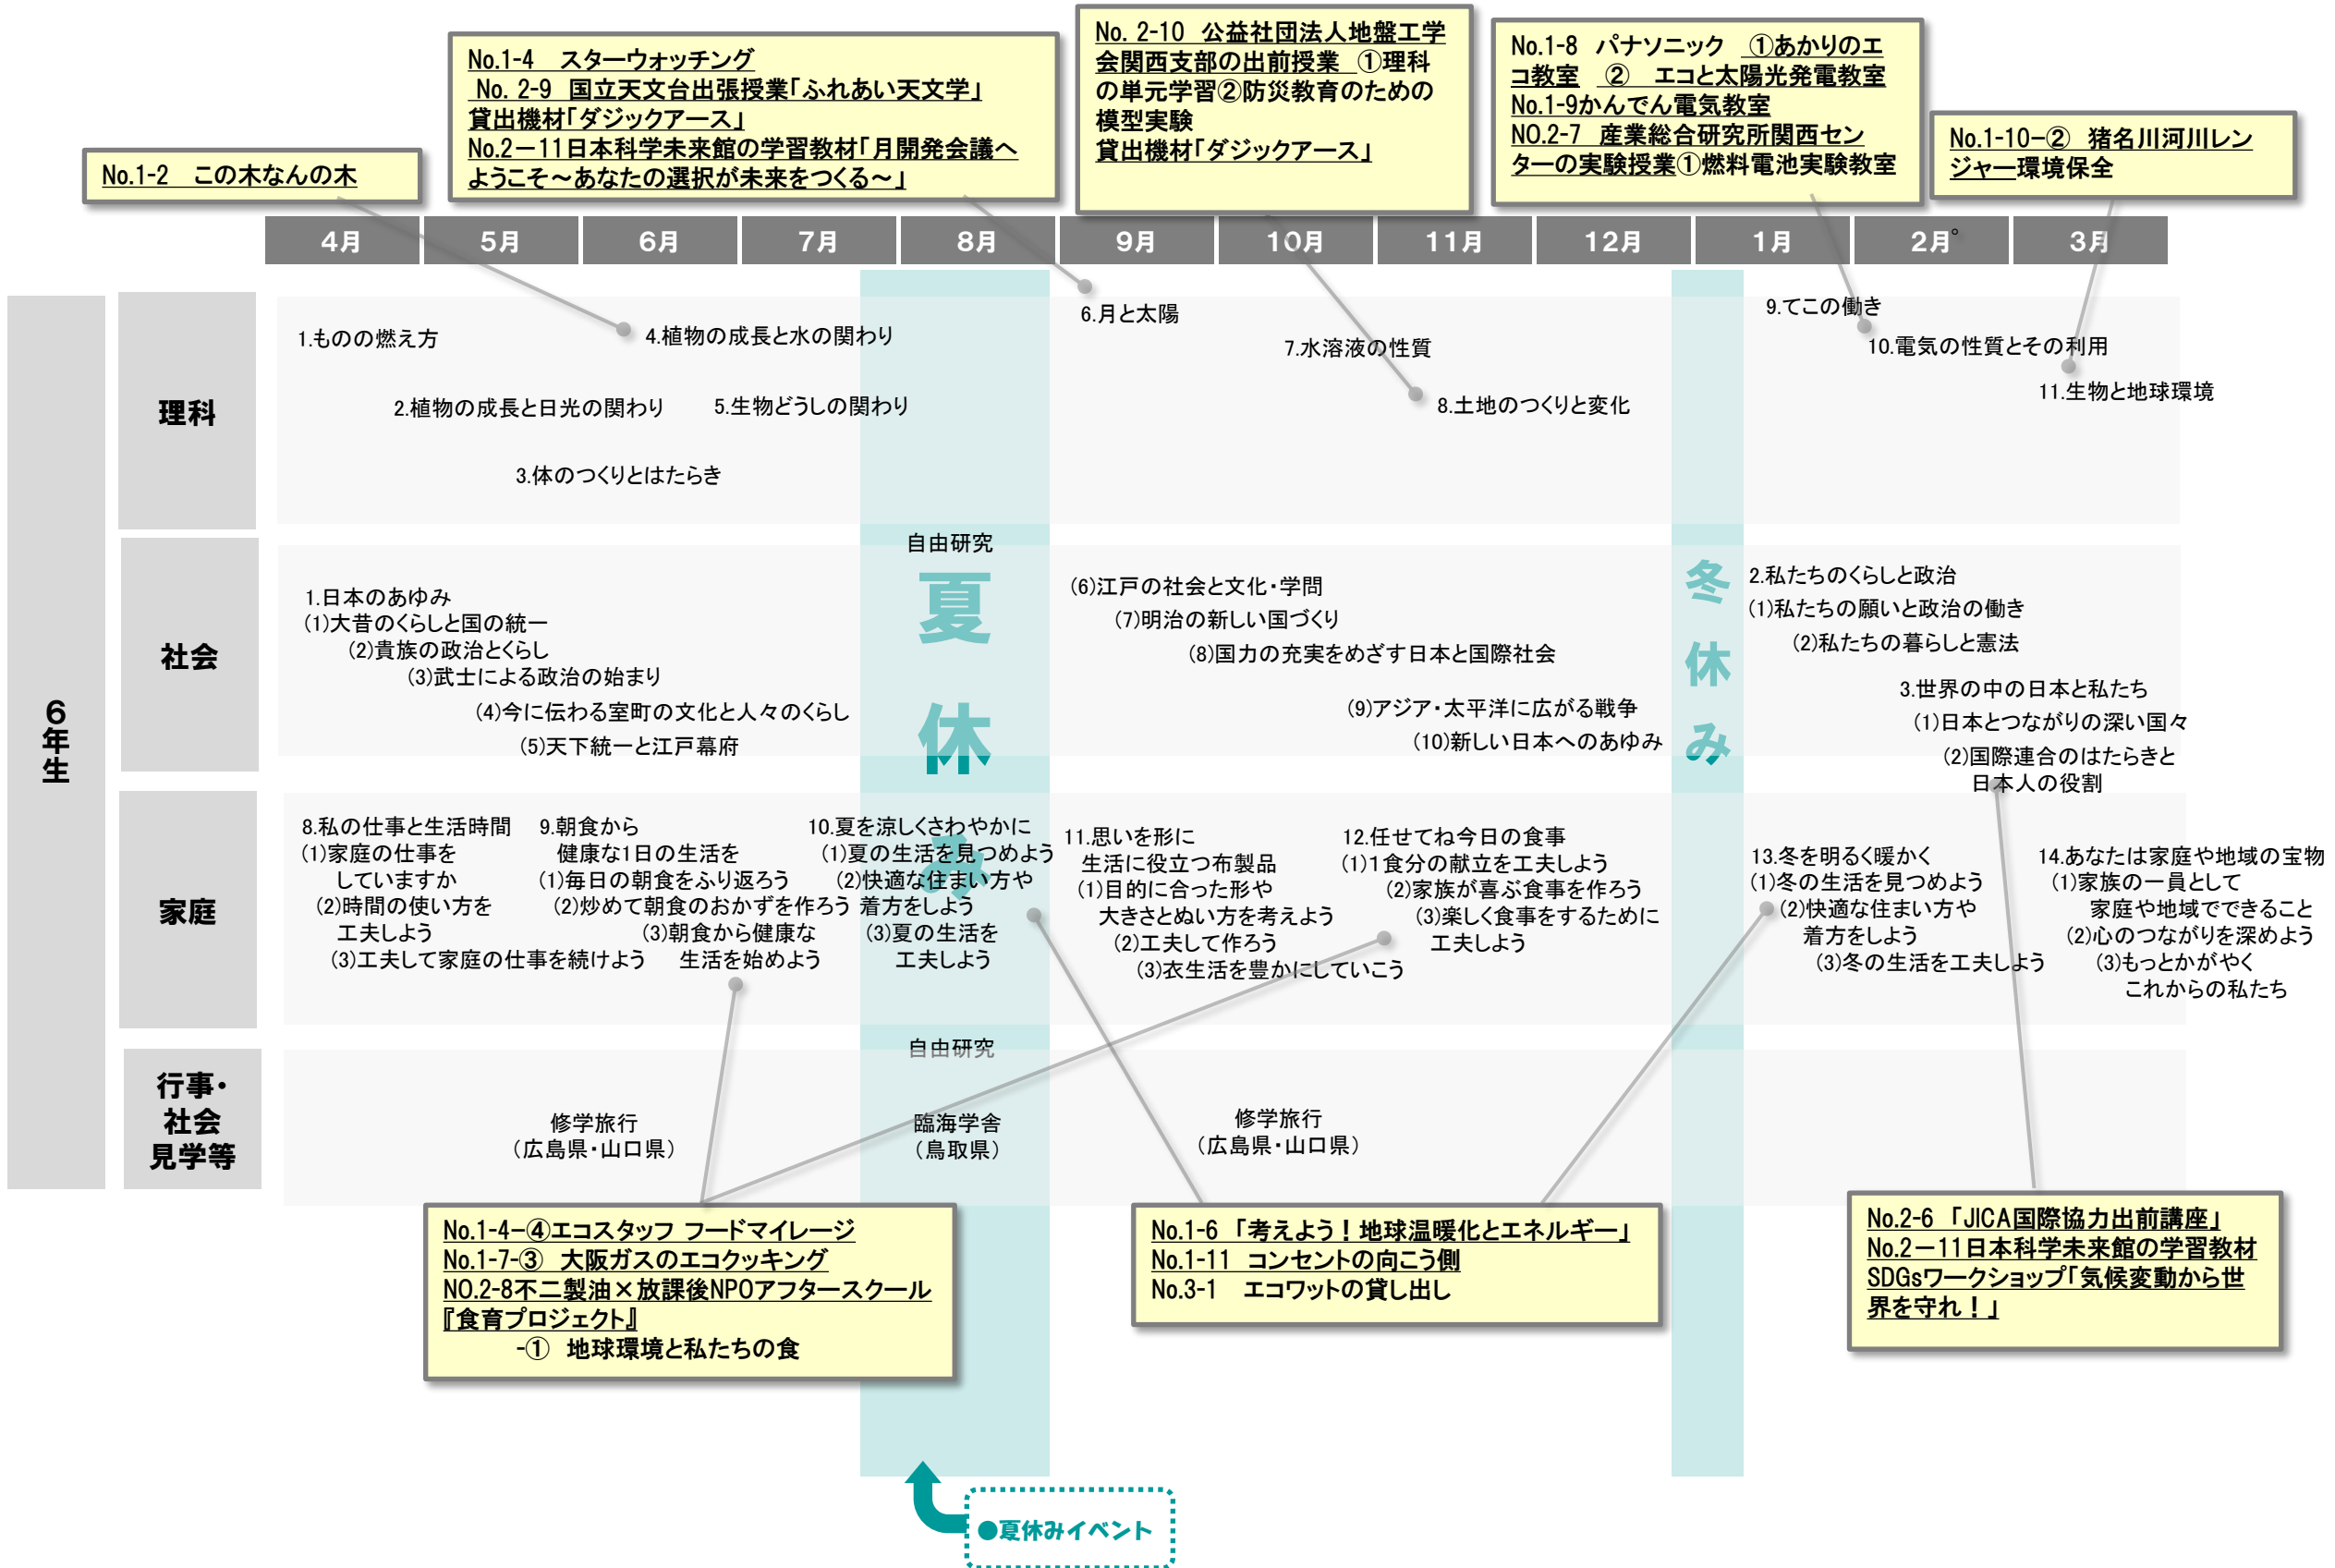 No.1-2　この木なんの木
No.1-4　スターウォッチング
No. 2-9　国立天文台出張授業「ふれあい天文学」
貸出機材「ダジックアース」
No.2－11日本科学未来館の学習教材「月開発会議へ
ようこそ～あなたの選択が未来をつくる～」
No. 2-10　公益社団法人地盤工学
会関西支部の出前授業　①理科
の単元学習②防災教育のための
模型実験
貸出機材「ダジックアース」
No.1-8　パナソニック　①あかりのエ
コ教室　②　エコと太陽光発電教室
No.1-9かんでん電気教室
NO.2-7　産業総合研究所関西セン
ターの実験授業①燃料電池実験教室
No.1-10－②　猪名川河川レン
ジャー環境保全
4月 5月 6月 7月 8月 9月 10月 11月 12月 1月 2月° 3月
6年生
理科
1.ものの燃え方
4.植物の成長と水の関わり
6.月と太陽
7.水溶液の性質
9.てこの働き
10.電気の性質とその利用
2.植物の成長と日光の関わり
5.生物どうしの関わり
8.土地のつくりと変化
11.生物と地球環境
3.体のつくりとはたらき
自由研究
夏休み
冬休み
社会
1.日本のあゆみ
(1)大昔のくらしと国の統一
(2)貴族の政治とくらし
(3)武士による政治の始まり
(4)今に伝わる室町の文化と人々のくらし
(5)天下統一と江戸幕府
(6)江戸の社会と文化・学問
(7)明治の新しい国づくり
(8)国力の充実をめざす日本と国際社会
(9)アジア・太平洋に広がる戦争
(10)新しい日本へのあゆみ
2.私たちのくらしと政治
(1)私たちの願いと政治の働き
(2)私たちの暮らしと憲法
3.世界の中の日本と私たち
(1)日本とつながりの深い国々
(2)国際連合のはたらきと
日本人の役割
家庭
8.私の仕事と生活時間
(1)家庭の仕事を
していますか
(2)時間の使い方を
工夫しよう
(3)工夫して家庭の仕事を続けよう
9.朝食から
健康な1日の生活を
(1)毎日の朝食をふり返ろう
(2)炒めて朝食のおかずを作ろう
(3)朝食から健康な
生活を始めよう
10.夏を涼しくさわやかに
(1)夏の生活を見つめよう
(2)快適な住まい方や
着方をしよう
(3)夏の生活を
工夫しよう
11.思いを形に
生活に役立つ布製品
(1)目的に合った形や
大きさとぬい方を考えよう
(2)工夫して作ろう
(3)衣生活を豊かにしていこう
12.任せてね今日の食事
(1)1食分の献立を工夫しよう
(2)家族が喜ぶ食事を作ろう
(3)楽しく食事をするために
工夫しよう
13.冬を明るく暖かく
(1)冬の生活を見つめよう
(2)快適な住まい方や
着方をしよう
(3)冬の生活を工夫しよう
14.あなたは家庭や地域の宝物
(1)家族の一員として
家庭や地域でできること
(2)心のつながりを深めよう
(3)もっとかがやく
これからの私たち
自由研究
行事・
社会
見学等
修学旅行
（広島県・山口県）
臨海学舎
（鳥取県）
修学旅行
（広島県・山口県）
No.1-4－④エコスタッフ フードマイレージ
No.1-7-③　大阪ガスのエコクッキング
NO.2-8不二製油×放課後NPOアフタースクール
『食育プロジェクト』
-①　地球環境と私たちの食
No.1-6　「考えよう！地球温暖化とエネルギー」
No.1-11　コンセントの向こう側
No.3-1　エコワットの貸し出し
No.2-6　「JICA国際協力出前講座」
No.2－11日本科学未来館の学習教材
SDGsワークショップ「気候変動から世
界を守れ！」
●夏休みイベント